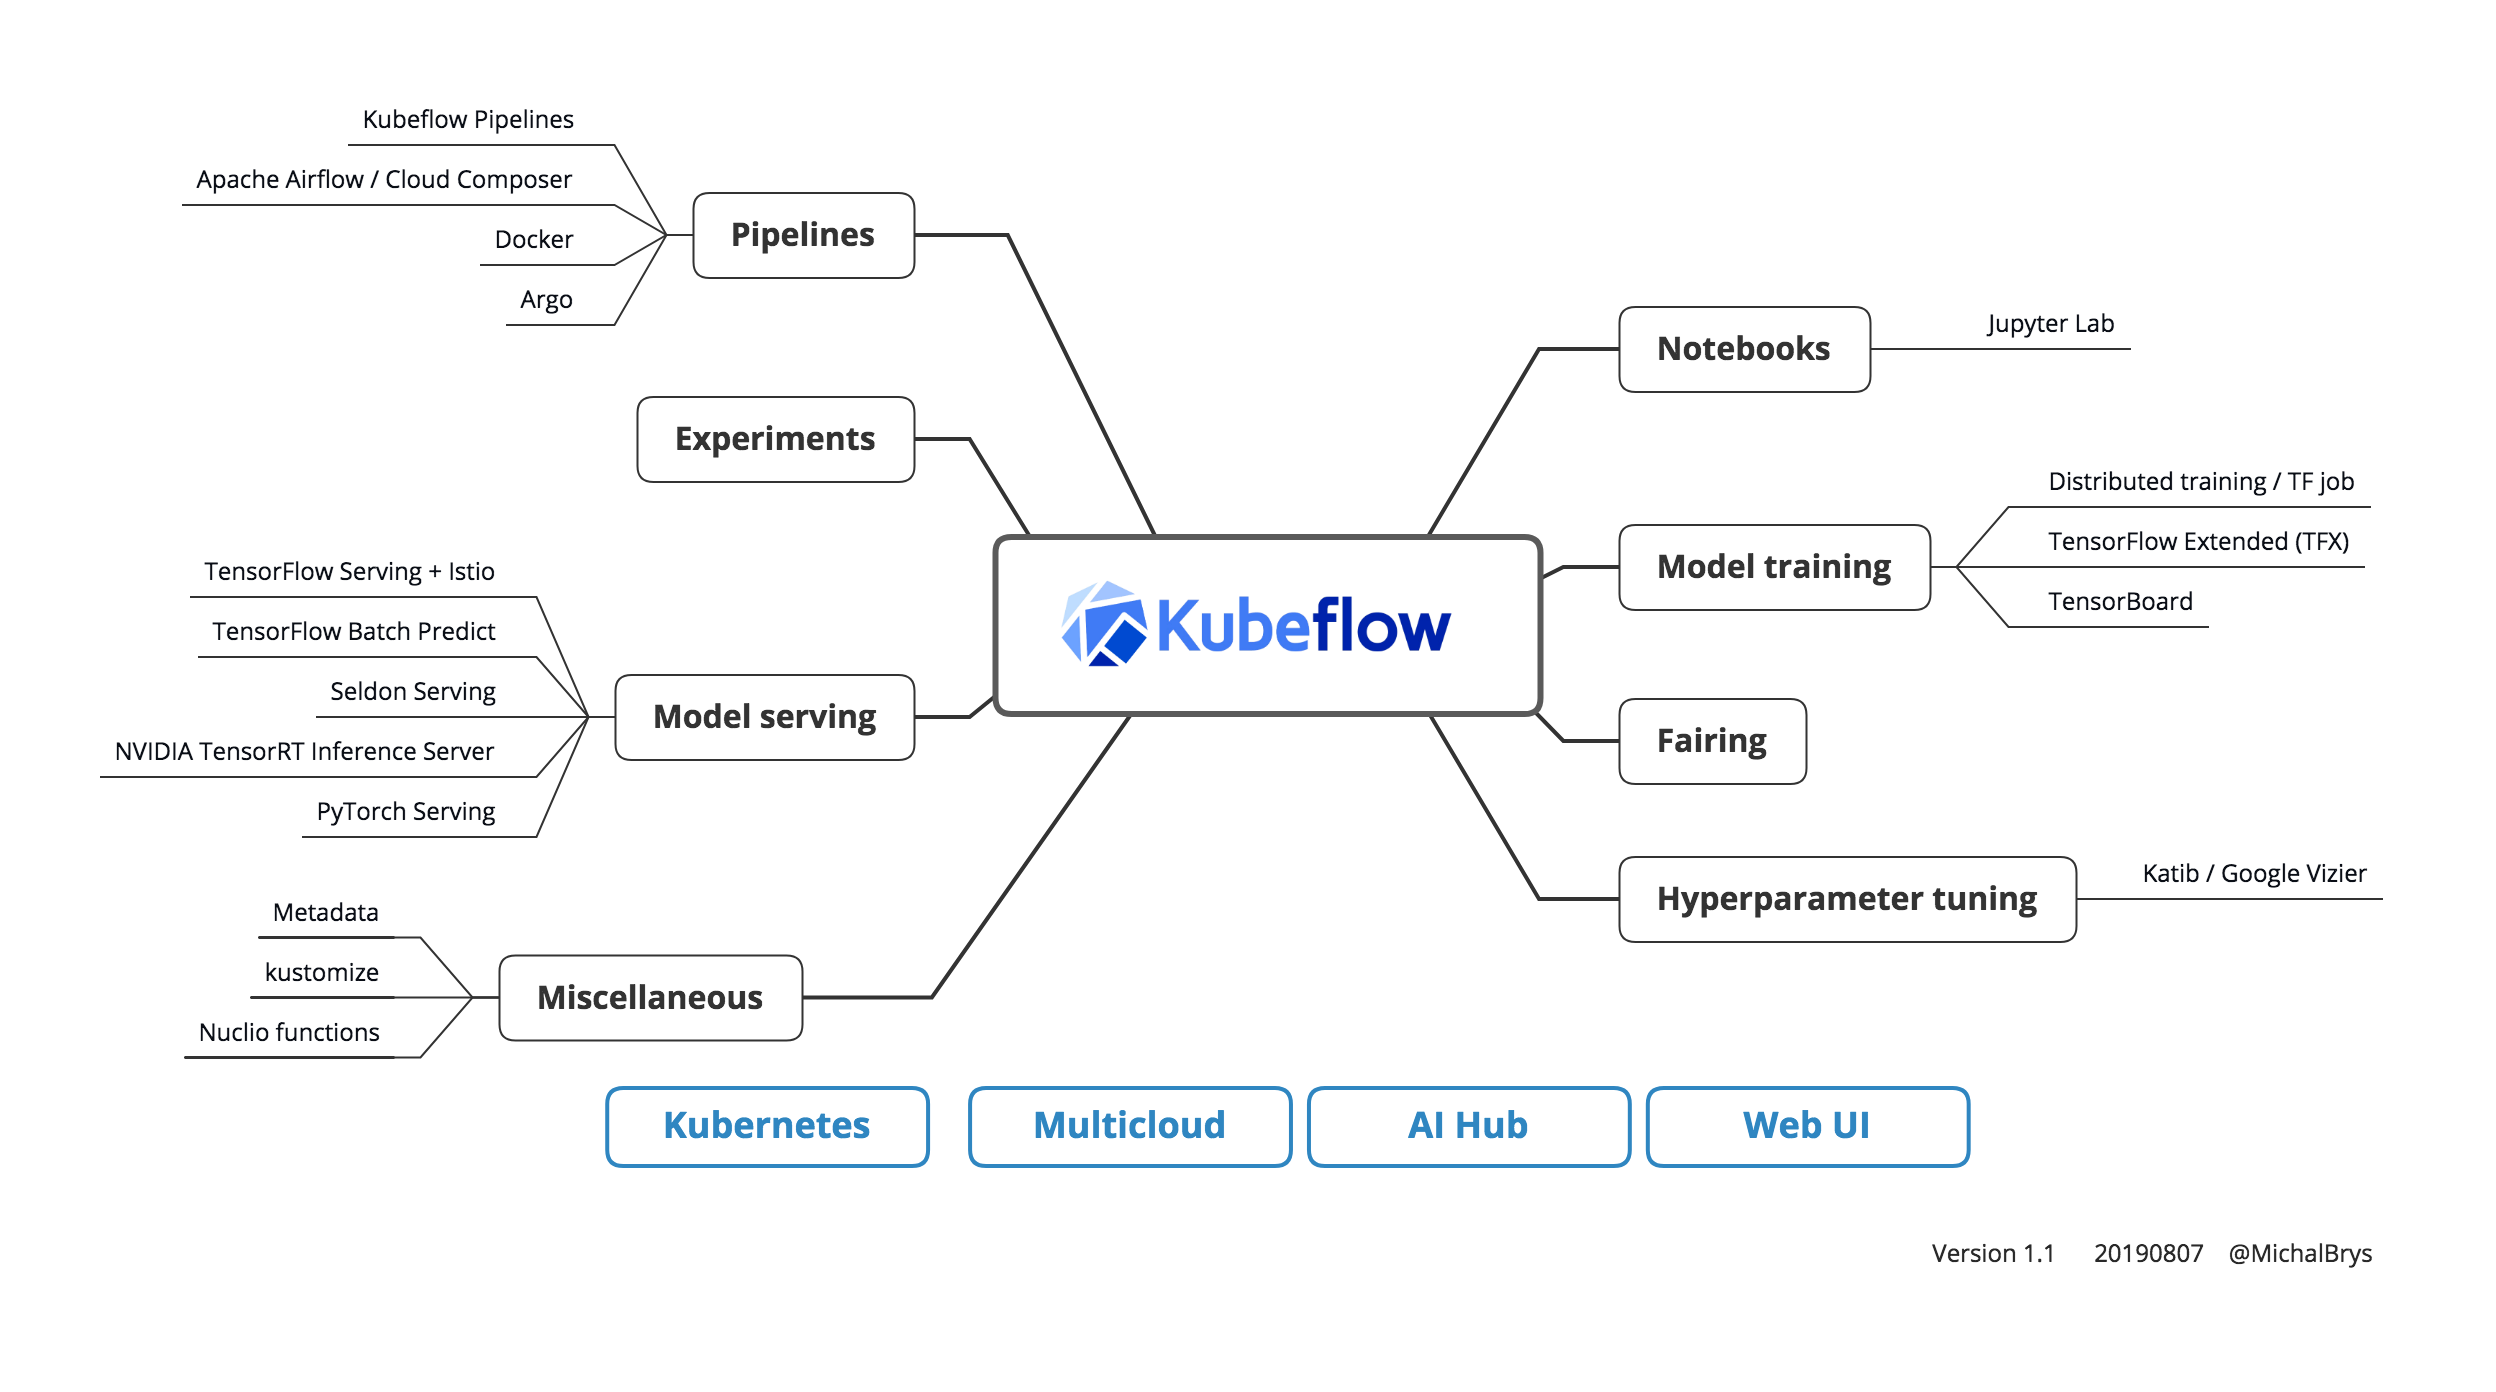 Kubeflow Pipelines
Apache Airflow / Cloud Composer
Docker
Argo
Pipelines
Experiments
TensorFlow Serving + Istio
TensorFlow Batch Predict
Seldon Serving
NVIDIA TensorRT Inference Server
PyTorch Serving
Model serving
Metadata
kustomize
Nuclio functions
Miscellaneous
Kubeflow
Notebooks
Jupyter Lab
Model training
Distributed training / TF job
TensorFlow Extended (TFX)
TensorBoard
Fairing
Hyperparameter tuning
Katib / Google Vizier
Kubernetes
Multicloud
AI Hub
Web UI
Version 1.1 20190807 @MichalBrys